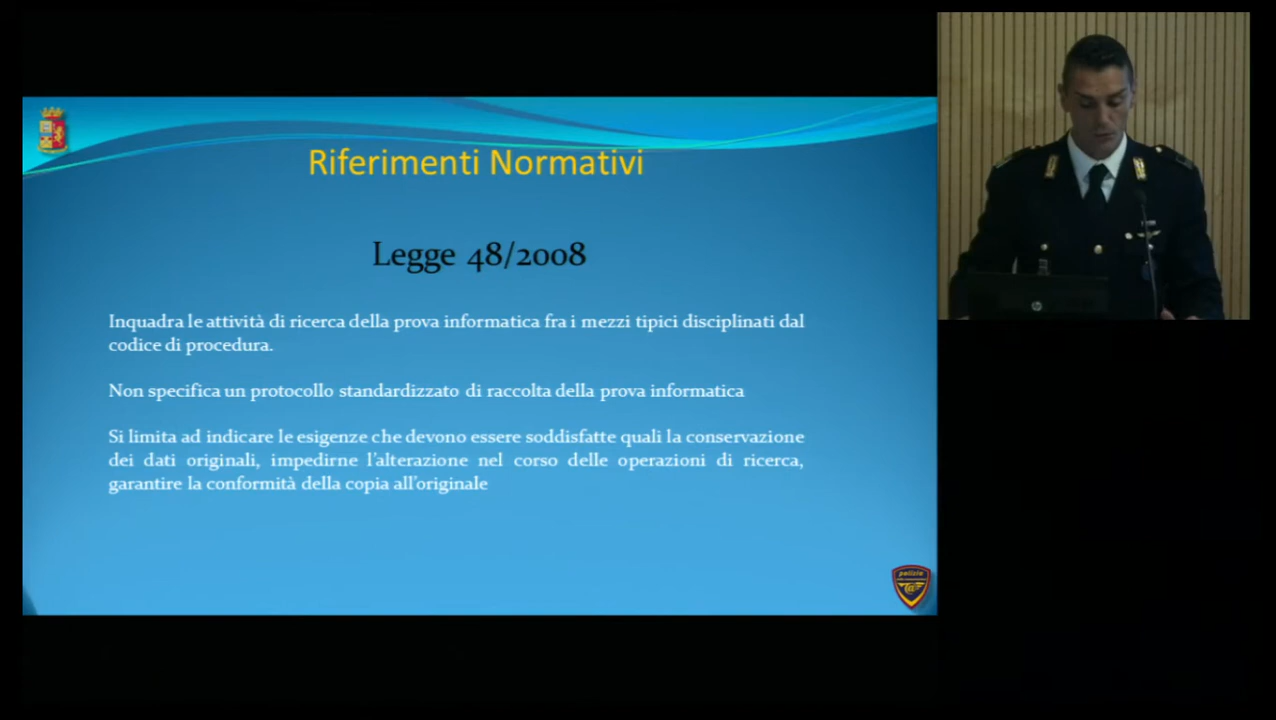 Riferimenti Normativi
Legge 48/2008
Inquadra le attività di ricerca della prova informatica fra i mezzi tipici disciplinati dal
codice di procedura.
Non specifica un protocollo standardizzato di raccolta della prova informatica
Si limita ad indicare le esigenze che devono essere soddisfatte quali la conservazione
dei dati originali, impedirne l'alterazione nel corso delle operazioni di ricerca,
garantire la conformità della copia all'originale
polizia
hp